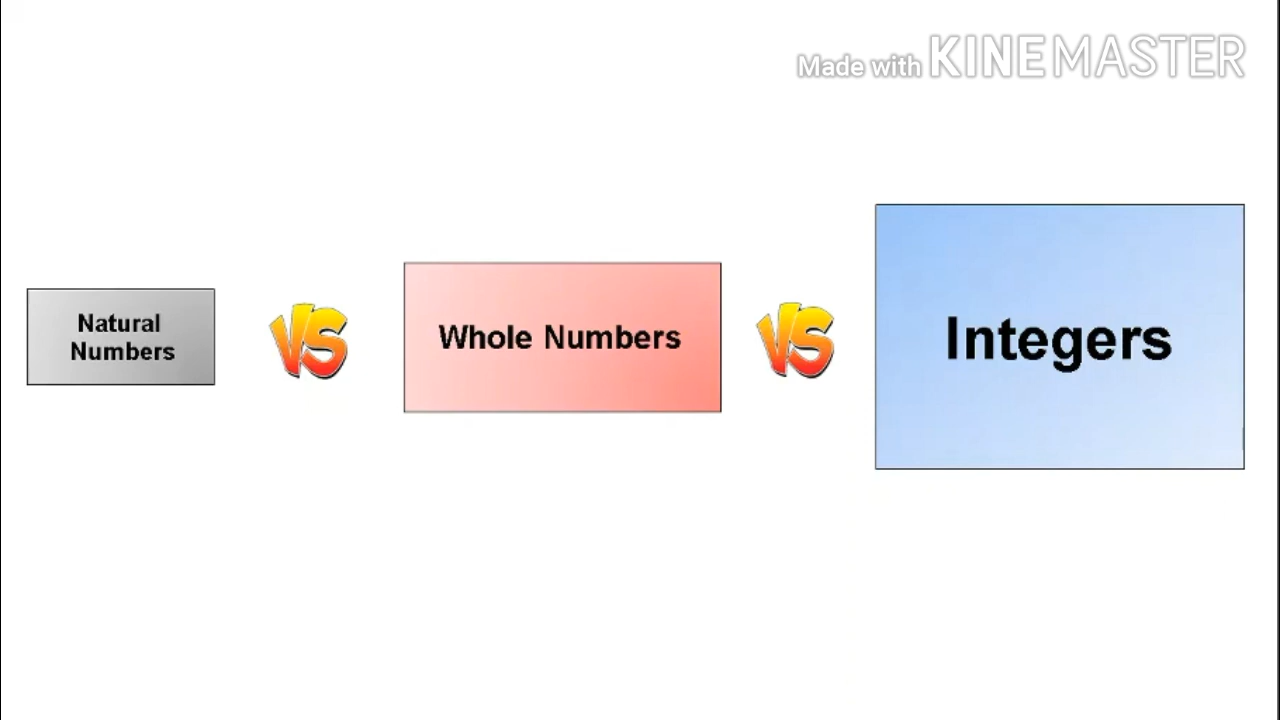 Made with KINEMASTER
Natural
Numbers
VS
Whole Numbers
VS
Integers